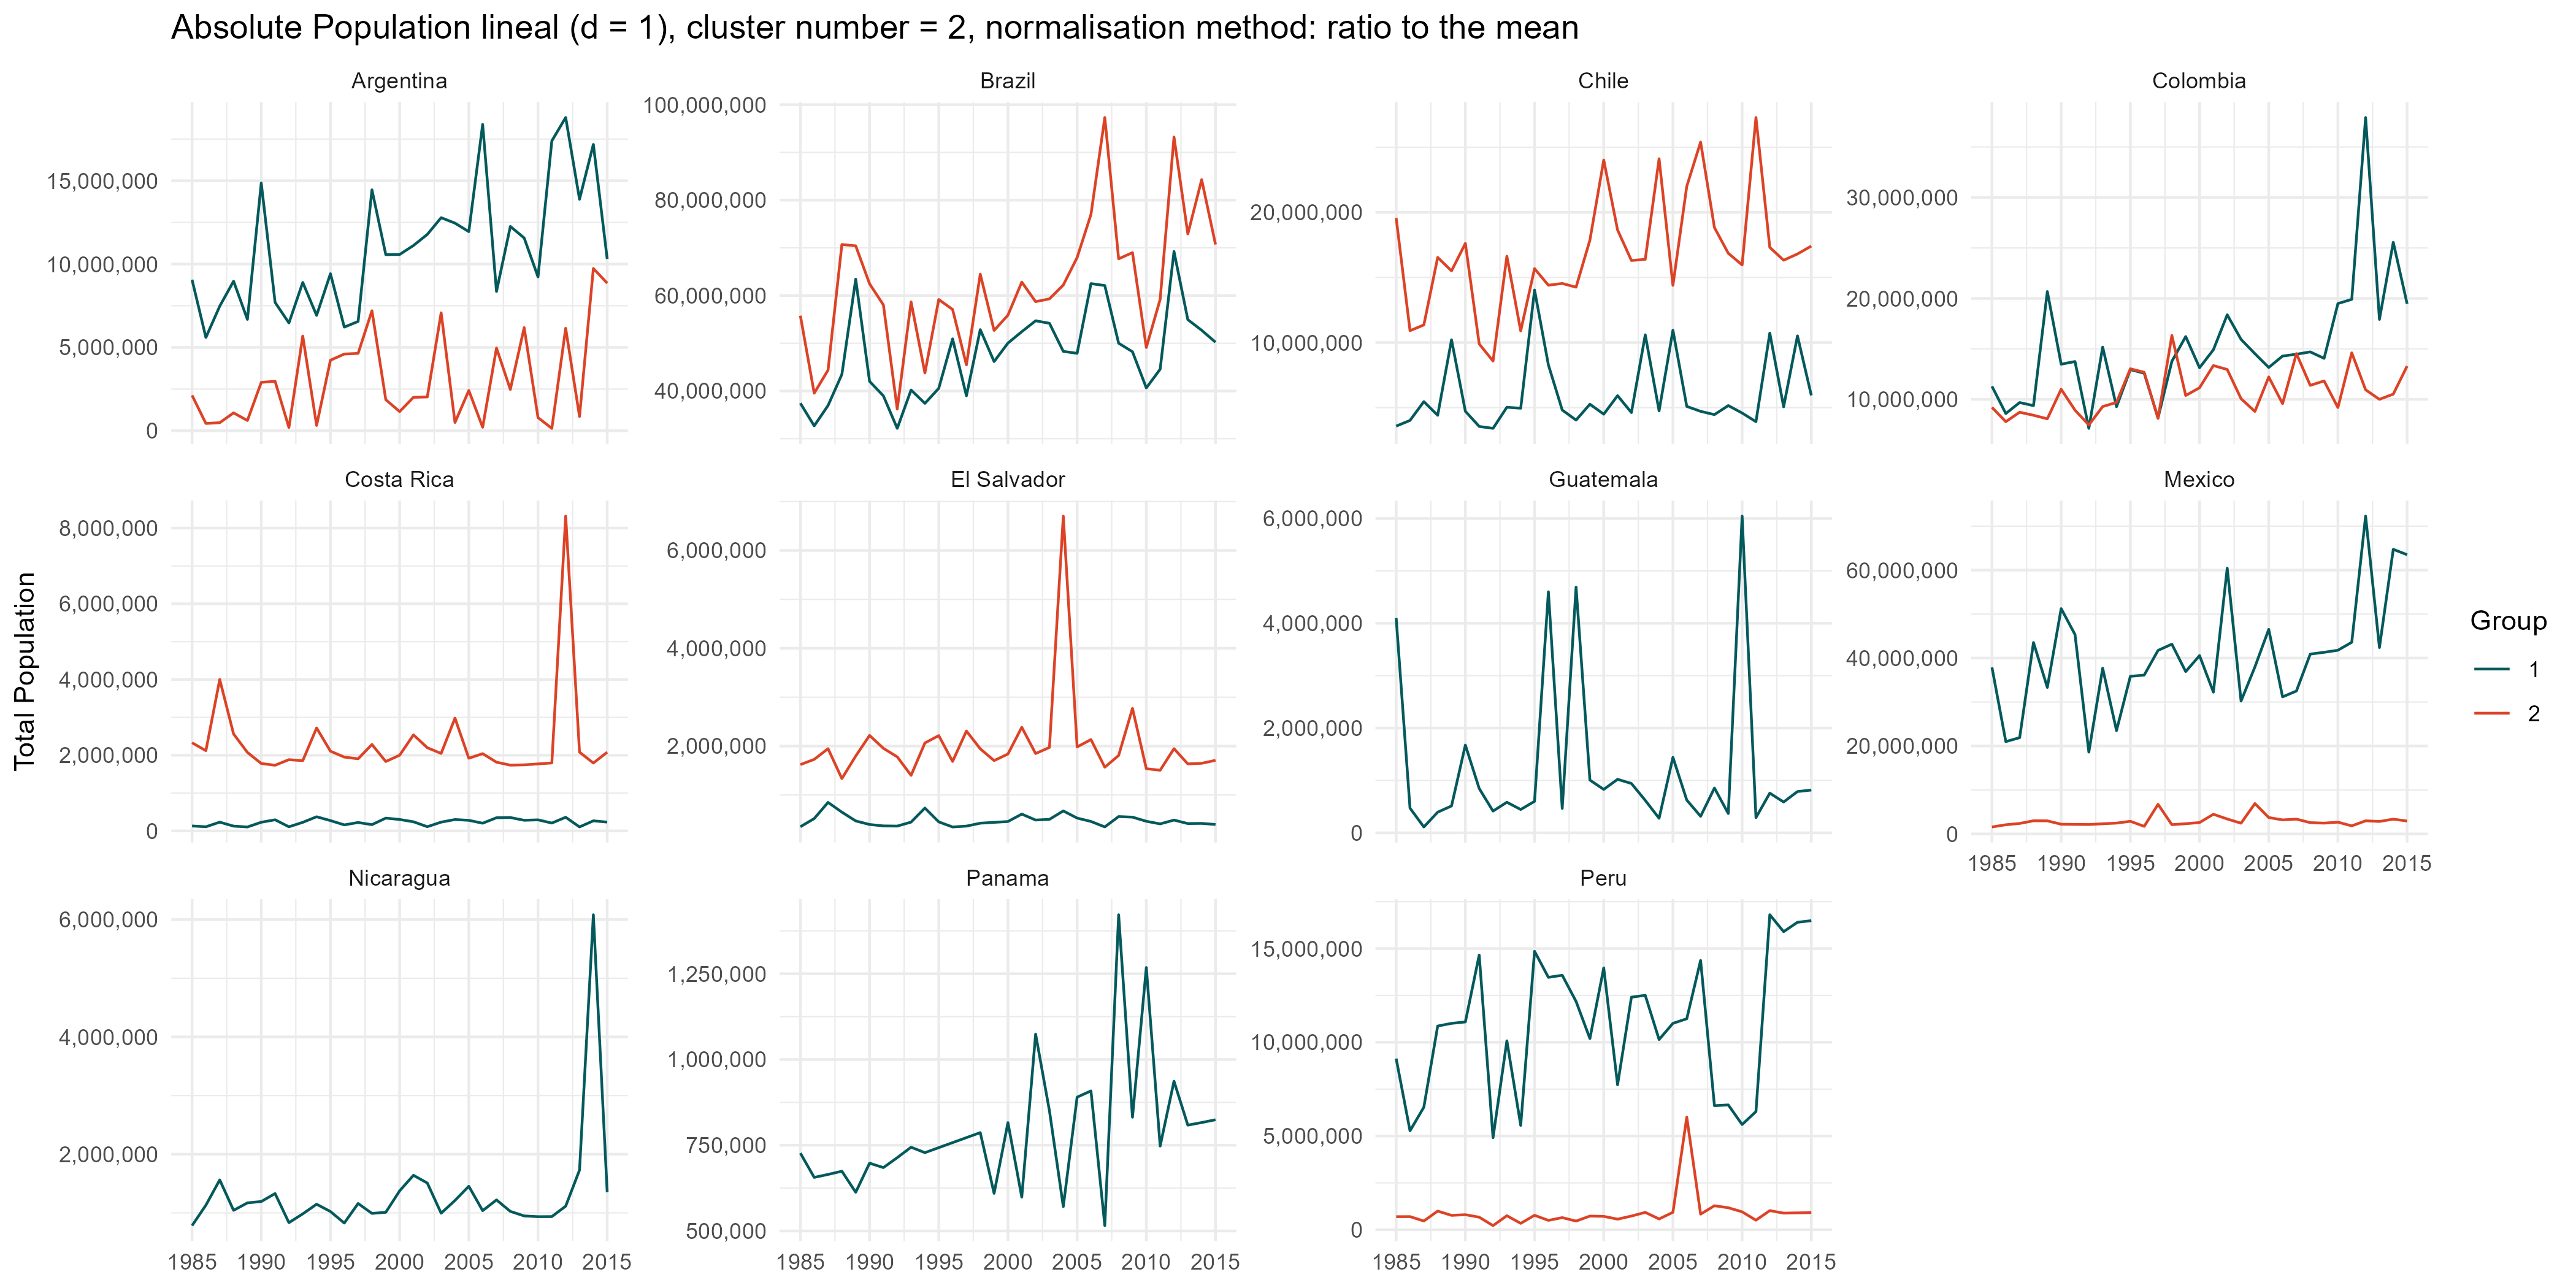 Absolute Population lineal (d = 1), cluster number = 2, normalisation method: ratio to the mean
Argentina
Brazil
Chile
Colombia
15,000,000
10,000,000
5,000,000
0
100,000,000
80,000,000
60,000,000
40,000,000
20,000,000
10,000,000
30,000,000
20,000,000
10,000,000
Costa Rica
El Salvador
Guatemala
Mexico
8,000,000
6,000,000
4,000,000
2,000,000
0
6,000,000
4,000,000
2,000,000
6,000,000
4,000,000
2,000,000
0
60,000,000
40,000,000
20,000,000
0
1985 1990 1995 2000 2005 2010 2015
Nicaragua
Panama
Peru
6,000,000
4,000,000
2,000,000
1985 1990 1995 2000 2005 2010 2015
1,250,000
1,000,000
750,000
500,000
1985 1990 1995 2000 2005 2010 2015
15,000,000
10,000,000
5,000,000
0
1985 1990 1995 2000 2005 2010 2015
Total Population
Group
1
2